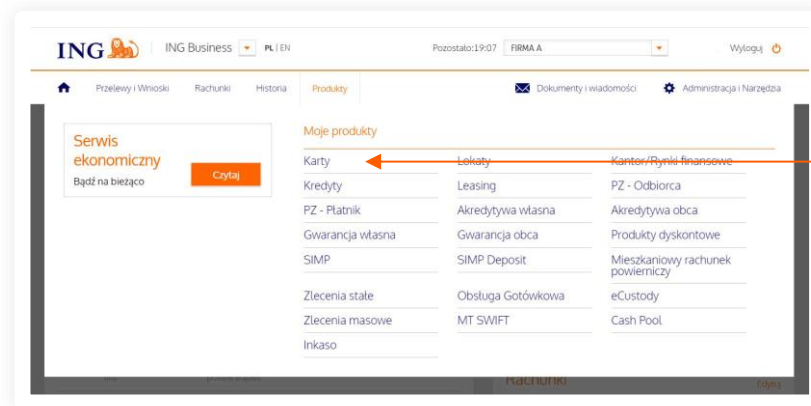 ING ING Business PL | EN Pozostało:19:07 FIRMA A Wyloguj
Przelewy i Wnioski Rachunki Historia Produkty Dokumenty i wiadomości Administracja i Narzędzia
Serwis
ekonomiczny
Bądź na bieżąco
Czytaj
Moje produkty
Karty Lokaty Kantor/Rynki finansowe
Kredyty Leasing PZ - Odbiorca
PZ - Płatnik Akredytywa własna Akredytywa obca
Gwarancja własna Gwarancja obca Produkty dyskontowe
SIMP SIMP Deposit Mieszkaniowy rachunek
powierniczy
Zlecenia stałe Obsługa Gotówkowa eCustody
Zlecenia masowe MT SWIFT Cash Pool
Inkaso
Rachunki Edytuj